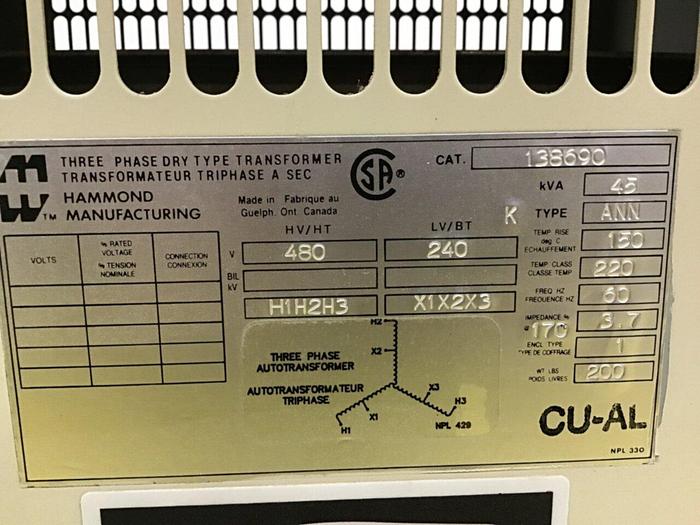 THREE PHASE DRY TYPE TRANSFORMER
TRANSFORMATEUR TRIPHASE A SEC
HAMMOND
MANUFACTURING
TM
Made in Fabrique au
Guelph. Ont Canada
SA®
CAT. 138690
kVA 45
K TYPE ANN
TEMP RISE
deg C
ECHAUFFEMENT
150
TEMP CLASS
CLASSE TEMP
220
FREQ HZ
FREQUENCE HZ
60
IMPEDANCE %
@ 170
3.7
ENCL TYPE
TYPE DE COFFRAGE
1
WT LBS
POIDS LIVRES
200
HV/HT LV/BT
V 480 240
BIL
kV
H1H2H3 X1X2X3
VOLTS
% RATED
VOLTAGE
% TENSION
NOMINALE
CONNECTION
CONNEXION
THREE PHASE
AUTOTRANSFORMER
AUTOTRANSFORMATEUR
TRIPHASE
H2
X2
X3
H3
X1
H1
NPL 429
CU-AL
NPL 330